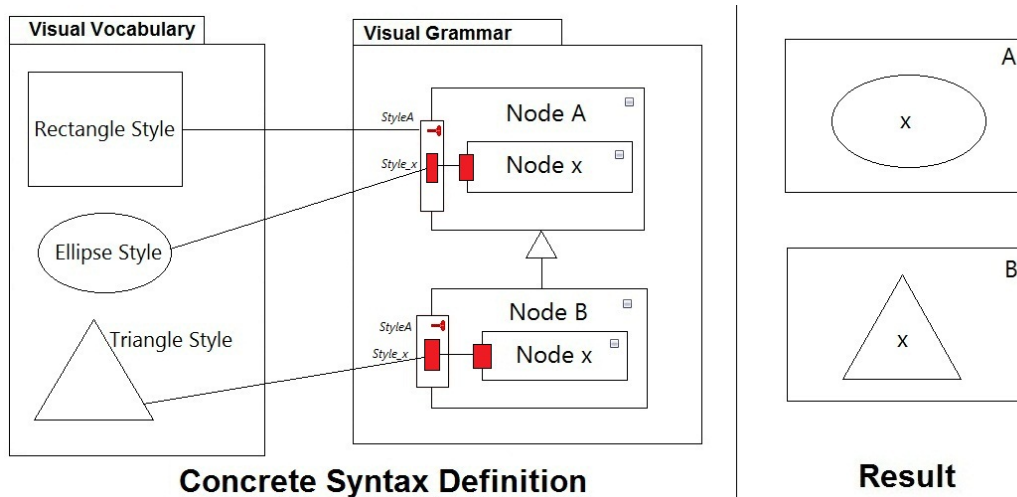 Visual Vocabulary
Rectangle Style
Ellipse Style
Triangle Style
Visual Grammar
StyleA
Node A
Style_x
Node x
StyleA
Node B
Style_x
Node x
Concrete Syntax Definition
A
x
B
x
Result